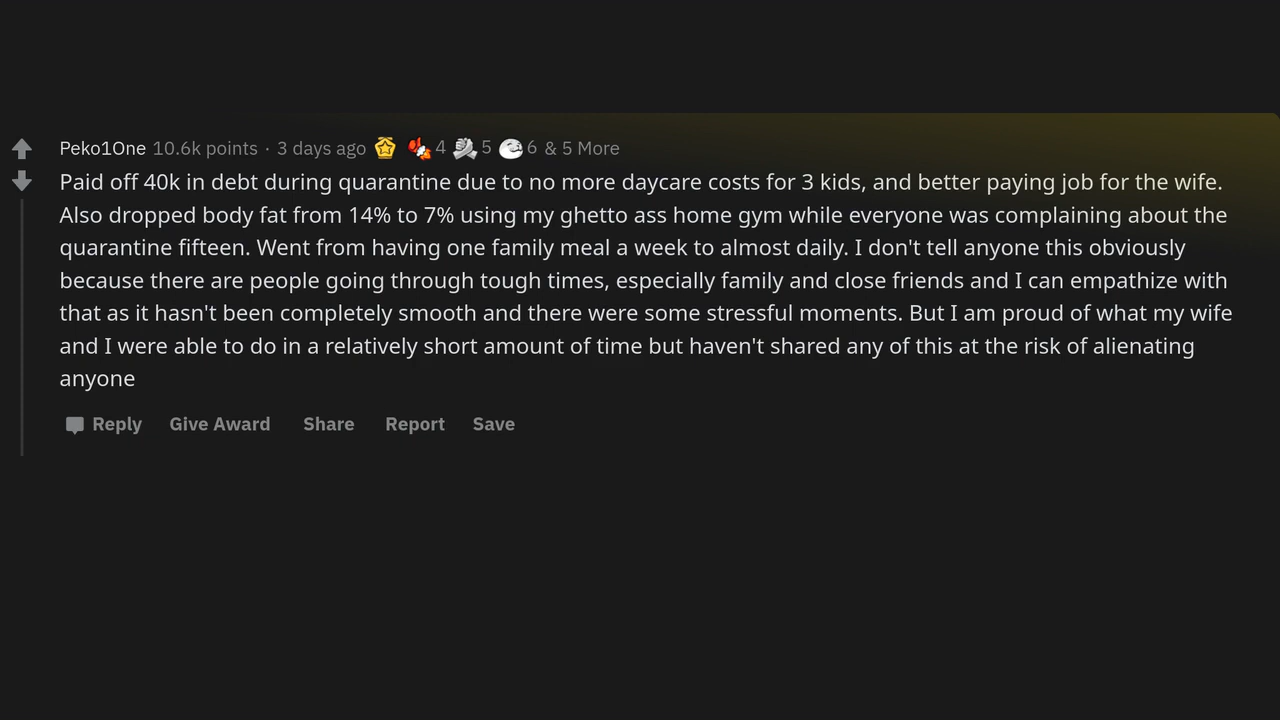 Peko1One 10.6k points · 3 days ago 4 5 6 & 5 More
Paid off 40k in debt during quarantine due to no more daycare costs for 3 kids, and better paying job for the wife.
Also dropped body fat from 14% to 7% using my ghetto ass home gym while everyone was complaining about the
quarantine fifteen. Went from having one family meal a week to almost daily. I don't tell anyone this obviously
because there are people going through tough times, especially family and close friends and I can empathize with
that as it hasn't been completely smooth and there were some stressful moments. But I am proud of what my wife
and I were able to do in a relatively short amount of time but haven't shared any of this at the risk of alienating
anyone
Reply Give Award Share Report Save